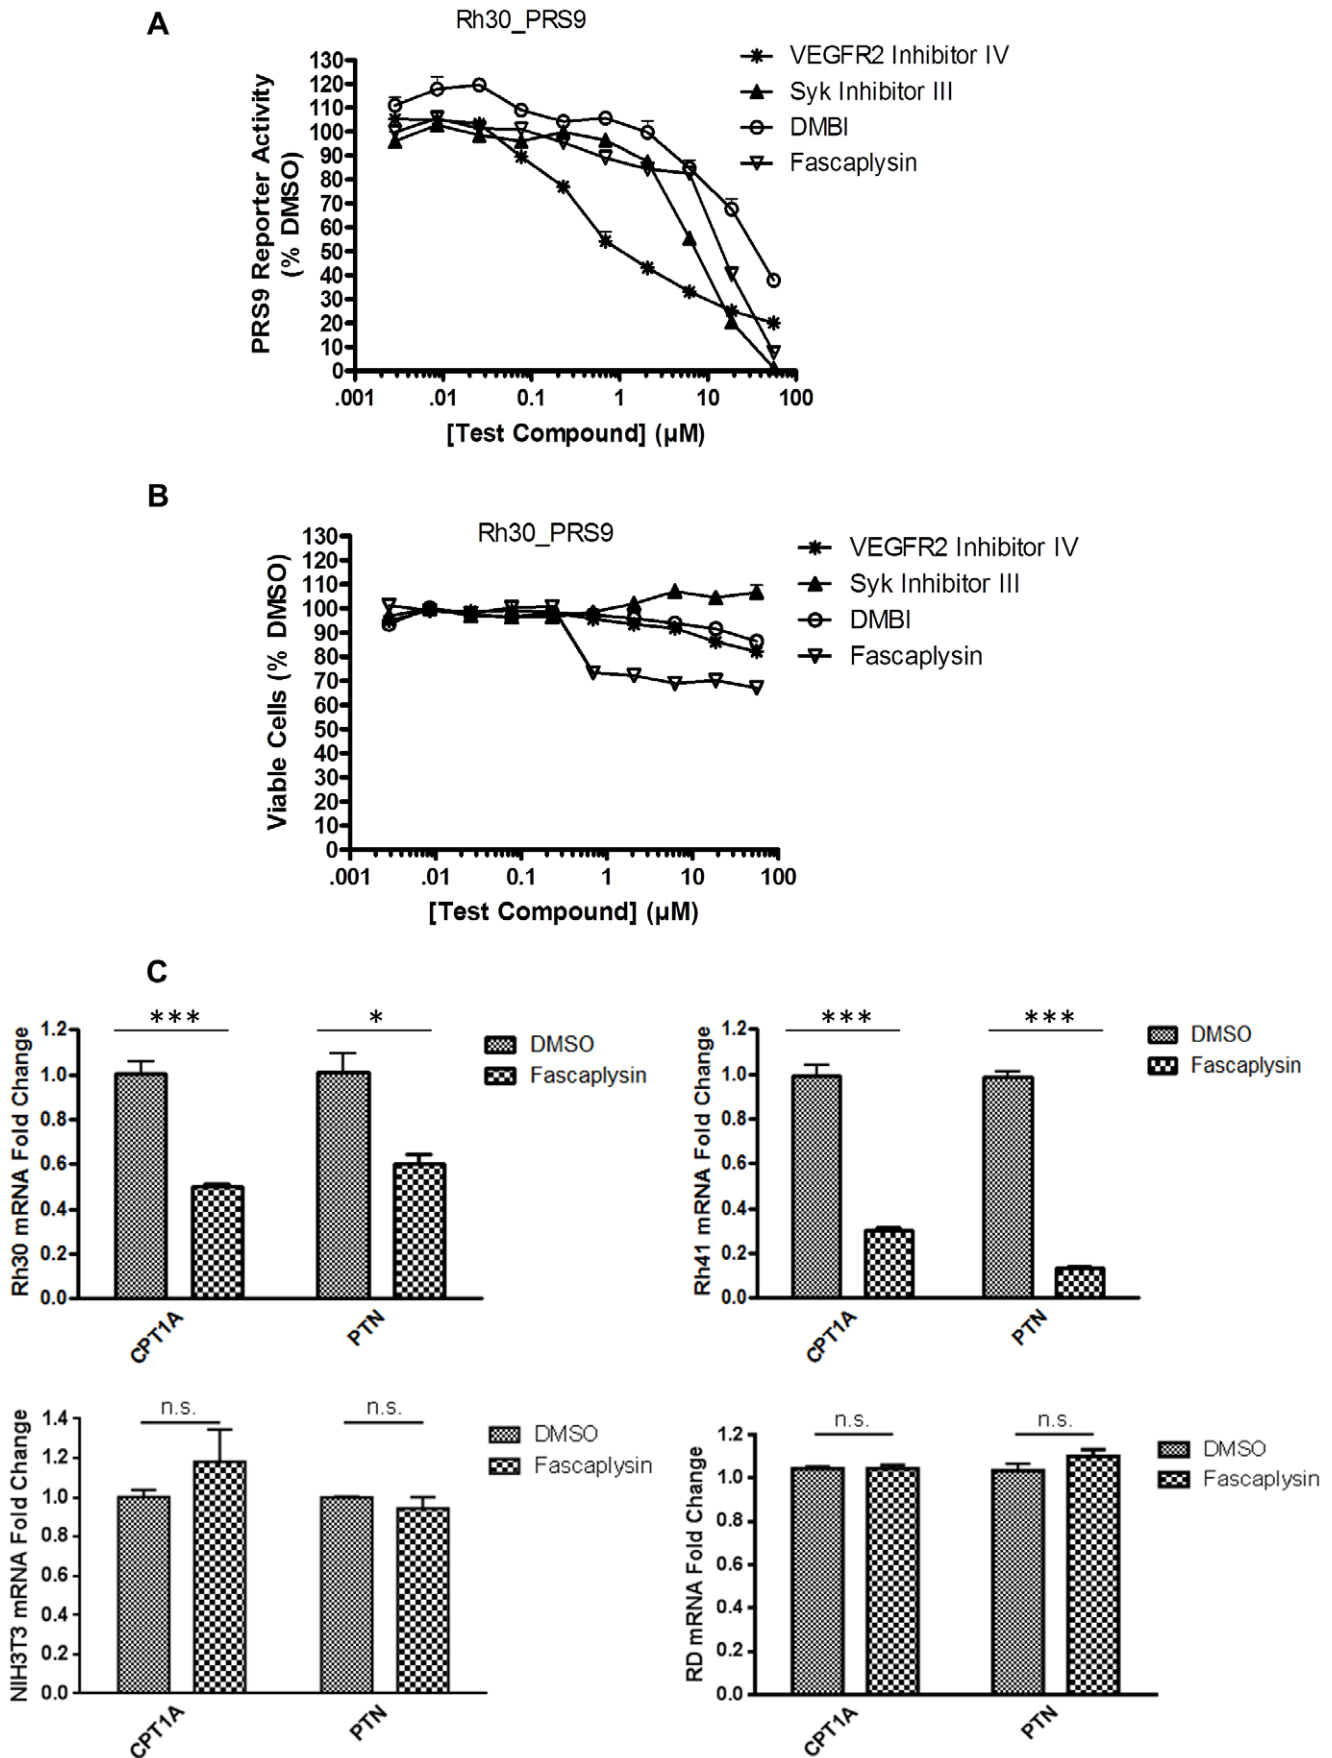 A
Rh30_PRS9
PRS9 Reporter Activity
(% DMSO)
130
120
110
100
90
80
70
60
50
40
30
20
10
0
.001 .01 0.1 1 10 100
[Test Compound] (µM)
VEGFR2 Inhibitor IV
Syk Inhibitor III
DMBI
Fascaplysin
B
Rh30_PRS9
Viable Cells (% DMSO)
130
120
110
100
90
80
70
60
50
40
30
20
10
0
.001 .01 0.1 1 10 100
[Test Compound] (µM)
VEGFR2 Inhibitor IV
Syk Inhibitor III
DMBI
Fascaplysin
C
Rh30 mRNA Fold Change
1.2
1.0
0.8
0.6
0.4
0.2
0.0
*** *
CPT1A PTN
DMSO
Fascaplysin
Rh41 mRNA Fold Change
1.2
1.0
0.8
0.6
0.4
0.2
0.0
*** ***
CPT1A PTN
DMSO
Fascaplysin
NIH3T3 mRNA Fold Change
1.4
1.2
1.0
0.8
0.6
0.4
0.2
0.0
n.s. n.s.
CPT1A PTN
DMSO
Fascaplysin
RD mRNA Fold Change
1.2
1.0
0.8
0.6
0.4
0.2
0.0
n.s. n.s.
CPT1A PTN
DMSO
Fascaplysin